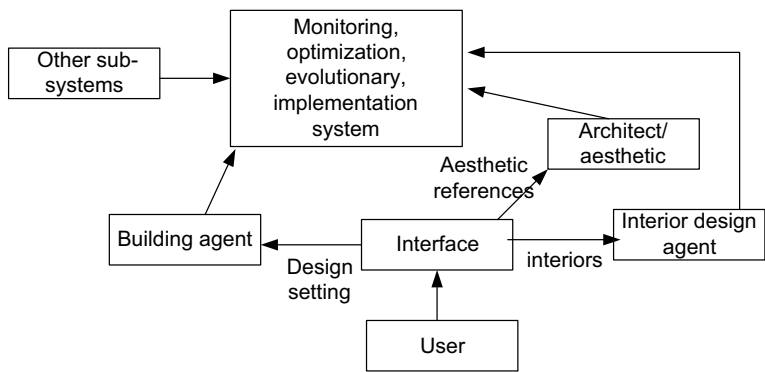 Monitoring,
optimization,
evolutionary,
implementation
system
Other sub-
systems
Architect/
aesthetic
Aesthetic
references
Building agent
Design
setting
Interface
interiors
Interior design
agent
User